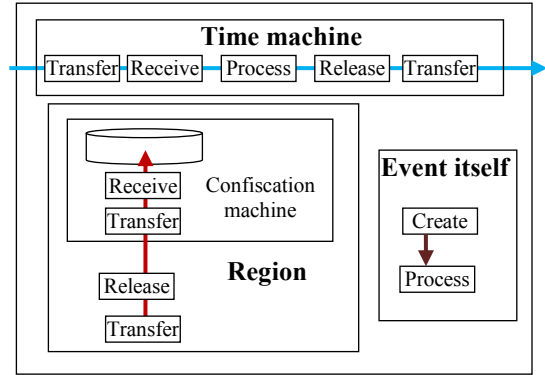 Time machine
Transfer Receive Process Release Transfer
Event itself
Receive
Confiscation
machine
Transfer
Create
Region
Release
Process
Transfer